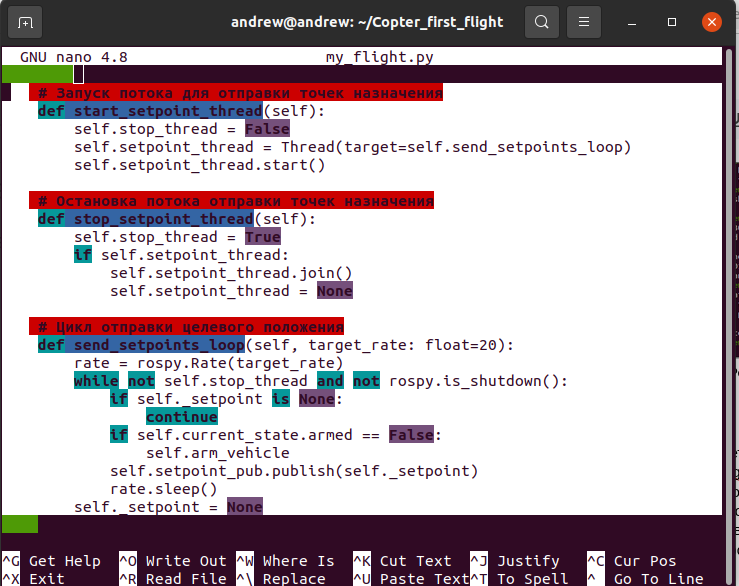 andrew@andrew: ~/Copter_first_flight
GNU nano 4.8 my_flight.py
# Запуск потока для отправки точек назначения
def start_setpoint_thread(self):
self.stop_thread = False
self.setpoint_thread = Thread(target=self.send_setpoints_loop)
self.setpoint_thread.start()
# Остановка потока отправки точек назначения
def stop_setpoint_thread(self):
self.stop_thread = True
if self.setpoint_thread:
self.setpoint_thread.join()
self.setpoint_thread = None
# Цикл отправки целевого положения
def send_setpoints_loop(self, target_rate: float=20):
rate = rospy.Rate(target_rate)
while not self.stop_thread and not rospy.is_shutdown():
if self._setpoint is None:
continue
if self.current_state.armed == False:
self.arm_vehicle
self.setpoint_pub.publish(self._setpoint)
rate.sleep()
self._setpoint = None
^G Get Help ^O Write Out ^W Where Is ^K Cut Text ^J Justify ^C Cur Pos
^X Exit ^R Read File ^\ Replace ^U Paste Text ^T To Spell ^_ Go To Line